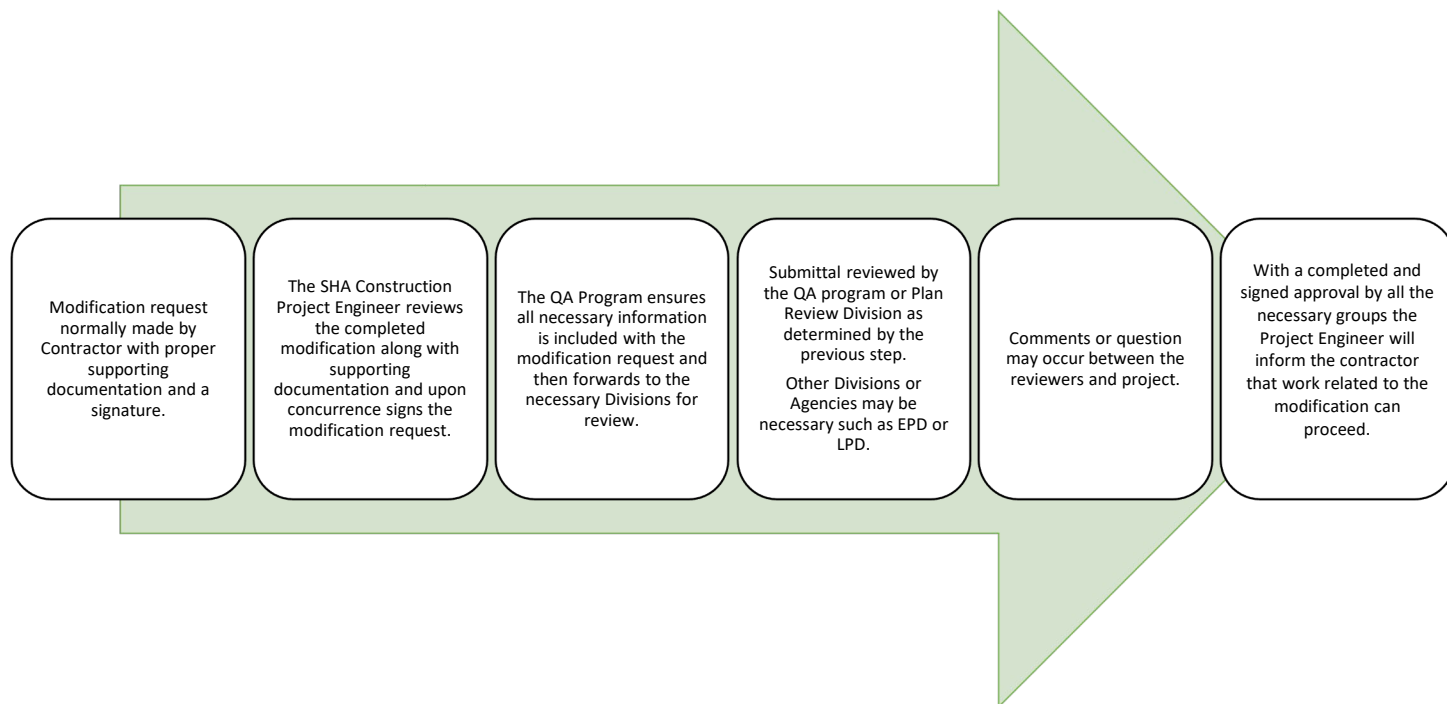 Modification request
normally made by
Contractor with proper
supporting
documentation and a
signature.
The SHA Construction
Project Engineer reviews
the completed
modification along with
supporting
documentation and upon
concurrence signs the
modification request.
The QA Program ensures
all necessary information
is included with the
modification request and
then forwards to the
necessary Divisions for
review.
Submittal reviewed by
the QA program or Plan
Review Division as
determined by the
previous step.
Other Divisions or
Agencies may be
necessary such as EPD or
LPD.
Comments or question
may occur between the
reviewers and project.
With a completed and
signed approval by all the
necessary groups the
Project Engineer will
inform the contractor
that work related to the
modification can
proceed.